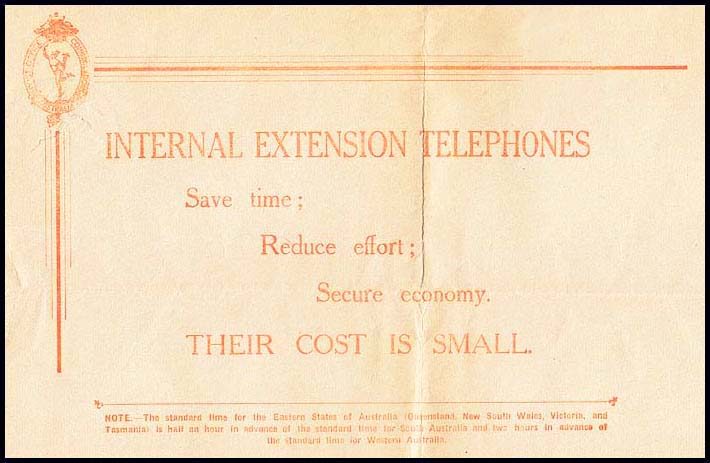 INTERNAL EXTENSION TELEPHONES
Save time;
Reduce effort;
Secure economy.
THEIR COST IS SMALL.
NOTE.—The standard time for the Eastern States of Australia (Queensland, New South Wales, Victoria, and
Tasmania) is half an hour in advance of the standard time for South Australia and two hours in advance of
the standard time for Western Australia.